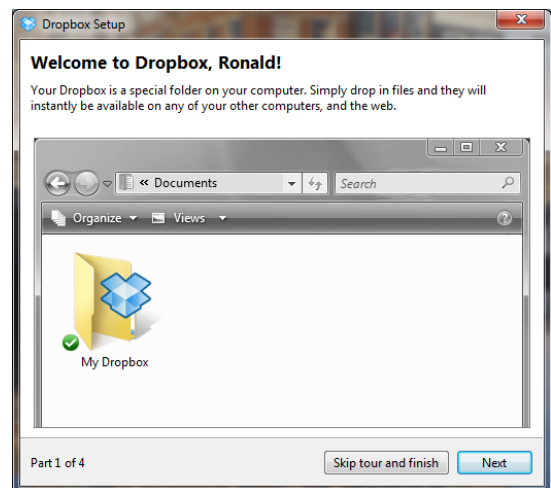 Dropbox Setup
Welcome to Dropbox, Ronald!
Your Dropbox is a special folder on your computer. Simply drop in files and they will
instantly be available on any of your other computers, and the web.
« Documents
Search
Organize
Views
My Dropbox
Part 1 of 4
Skip tour and finish
Next